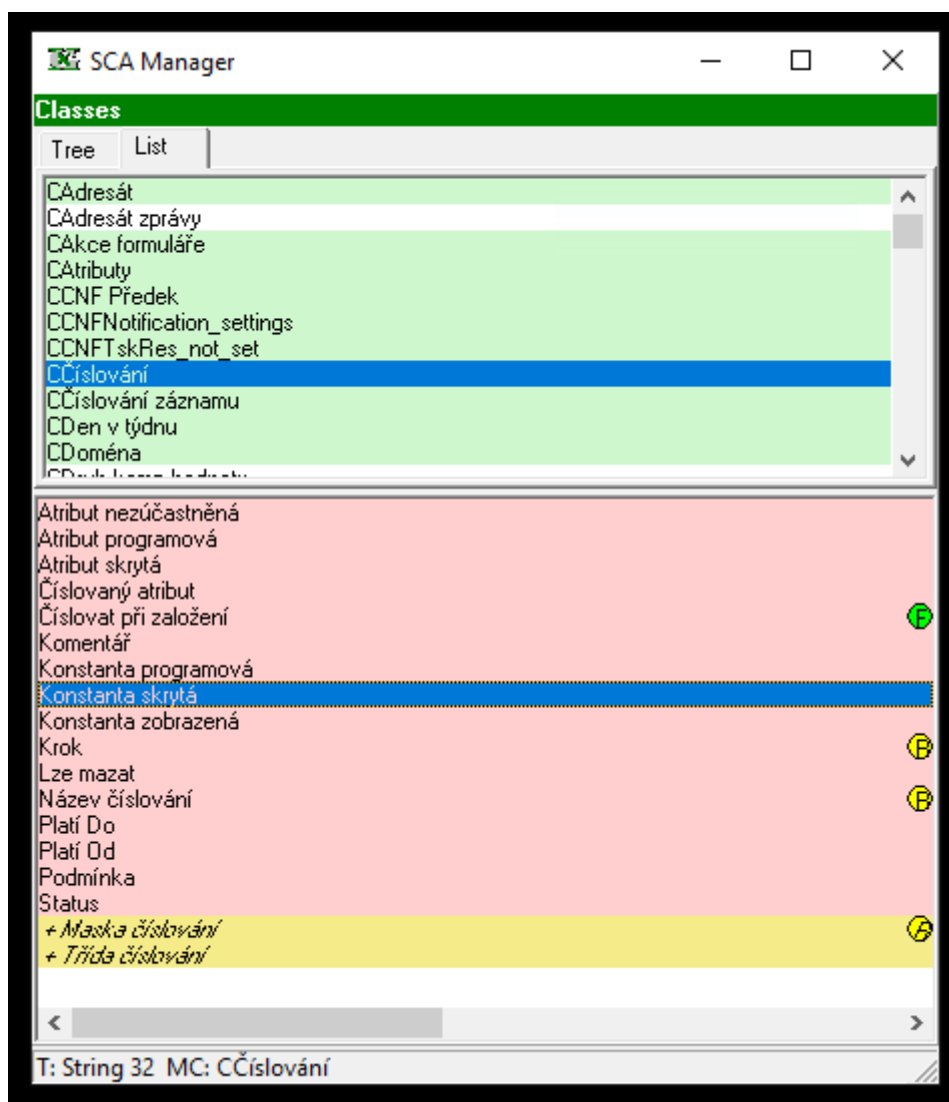 SCA Manager
Classes
Tree List
CAdresát
CAdresát zprávy
CAkce formuláře
CAtributy
CCNF Předek
CCNFNotification_settings
CCNFTskRes_not_set
CČíslování
CČíslování záznamu
CDen v týdnu
CDoména
Atribut nezúčastněná
Atribut programová
Atribut skrytá
Číslovaný atribut
Číslovat při založení F
Komentář
Konstanta programová
Konstanta skrytá
Konstanta zobrazená
Krok B
Lze mazat
Název číslování B
Platí Do
Platí Od
Podmínka
Status
+ Maska číslování
+ Třída číslování
T: String 32 MC: CČíslování